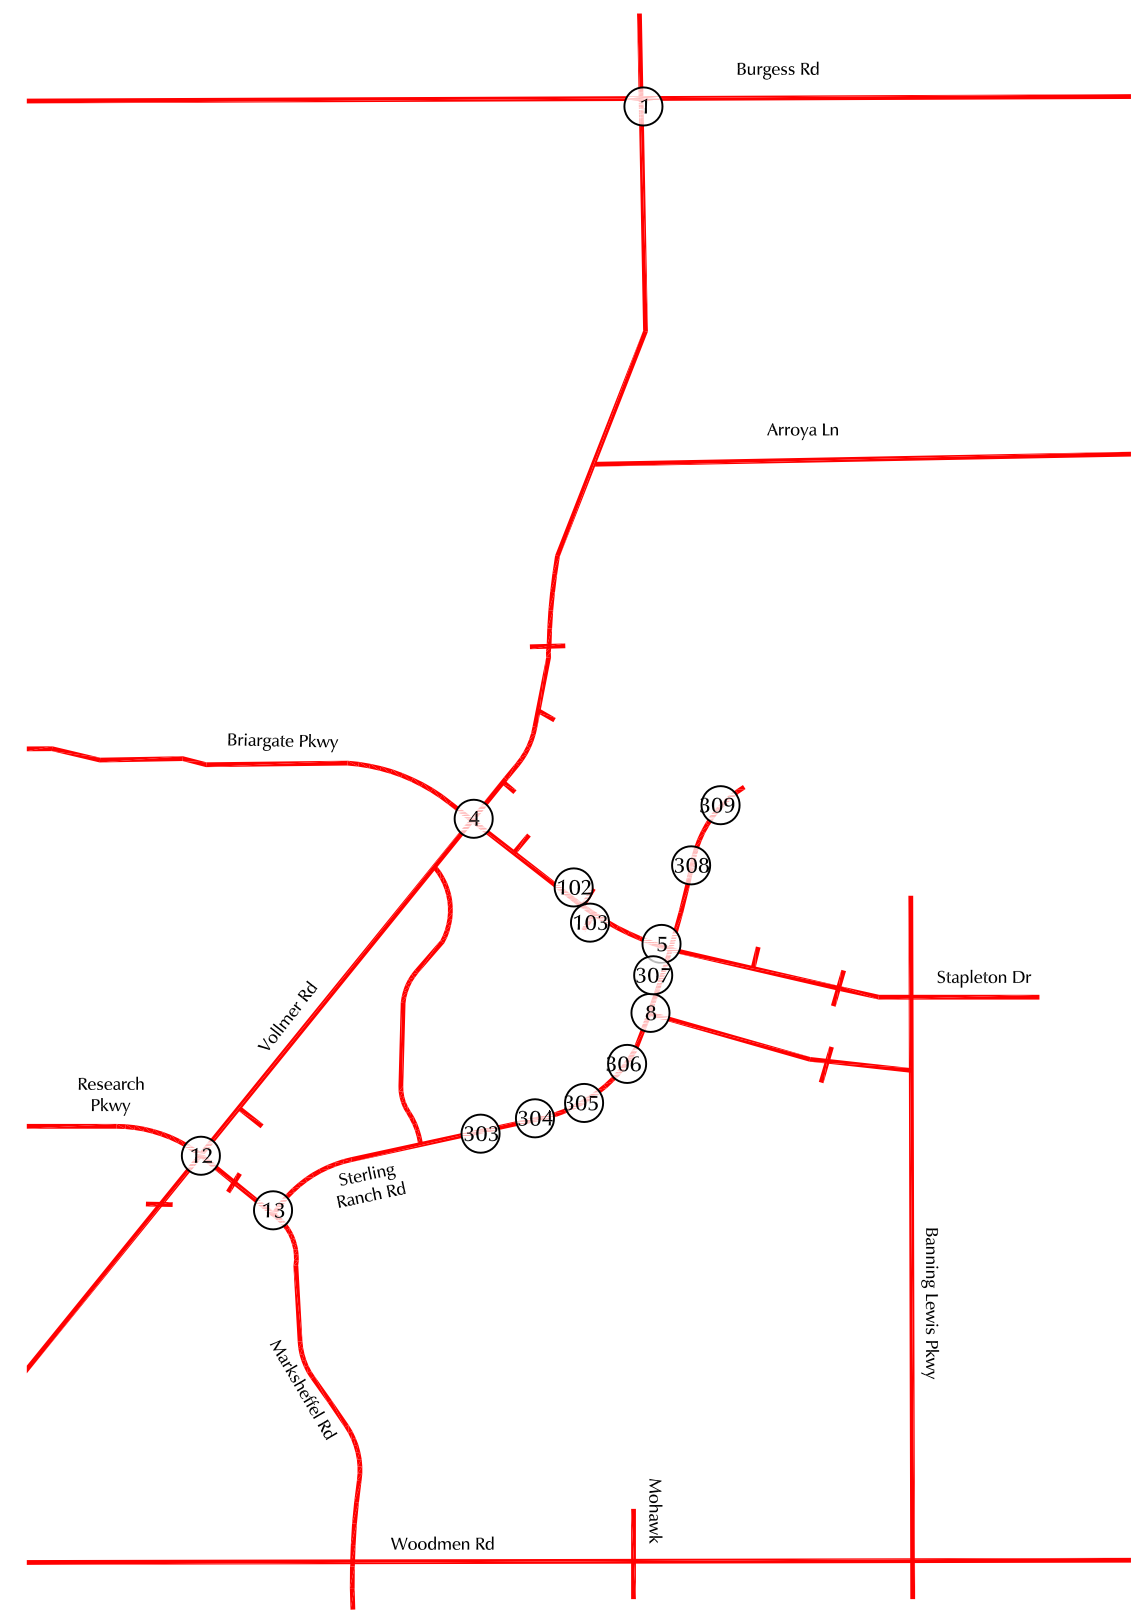 Burgess Rd
1
Arroya Ln
Briargate Pkwy
309
4
308
102
103
5
307
Stapleton Dr
8
Vollmer Rd
306
Research
Pkwy
305
304
303
12
Sterling
Ranch Rd
13
Banning Lewis Pkwy
Marksheffel Rd
Mohawk
Woodmen Rd